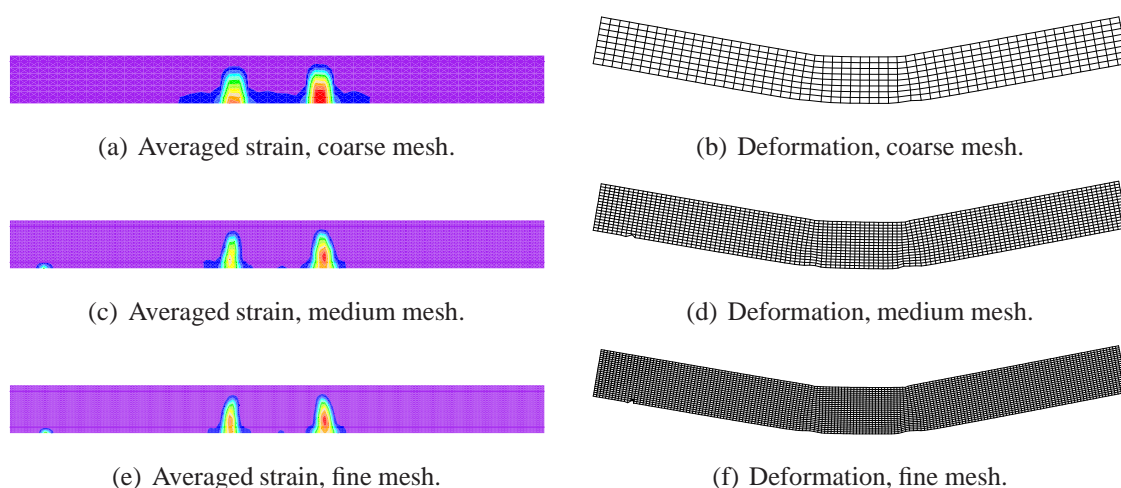 (a) Averaged strain, coarse mesh.
(b) Deformation, coarse mesh.
(c) Averaged strain, medium mesh.
(d) Deformation, medium mesh.
(e) Averaged strain, fine mesh.
(f) Deformation, fine mesh.